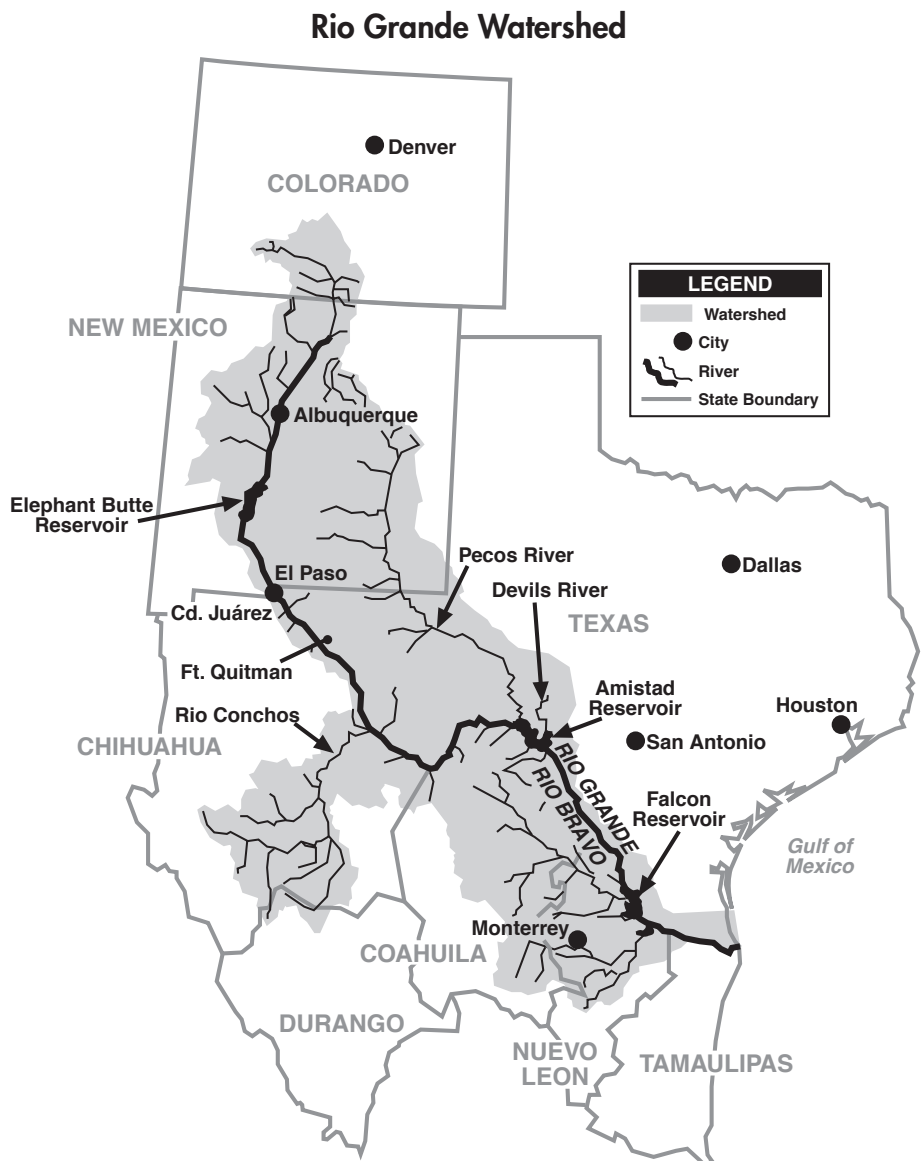 Rio Grande Watershed
Denver
COLORADO
LEGEND
Watershed
City
River
State Boundary
NEW MEXICO
Albuquerque
Elephant Butte
Reservoir
Pecos River
Dallas
El Paso
Devils River
Cd. Juárez
TEXAS
Ft. Quitman
Amistad
Reservoir
Houston
Rio Conchos
CHIHUAHUA
San Antonio
RIO GRANDE
RIO BRAVO
Falcon
Reservoir
Gulf of
Mexico
Monterrey
COAHUILA
DURANGO
NUEVO
LEON
TAMAULIPAS